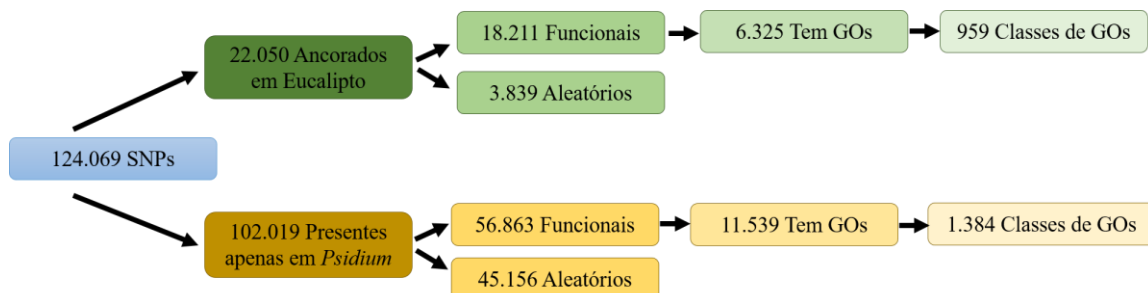 18.211 Funcionais
6.325 Tem GOs
959 Classes de GOs
22.050 Ancorados
em Eucalipto
3.839 Aleatórios
124.069 SNPs
102.019 Presentes
apenas em Psidium
56.863 Funcionais
11.539 Tem GOs
1.384 Classes de GOs
45.156 Aleatórios